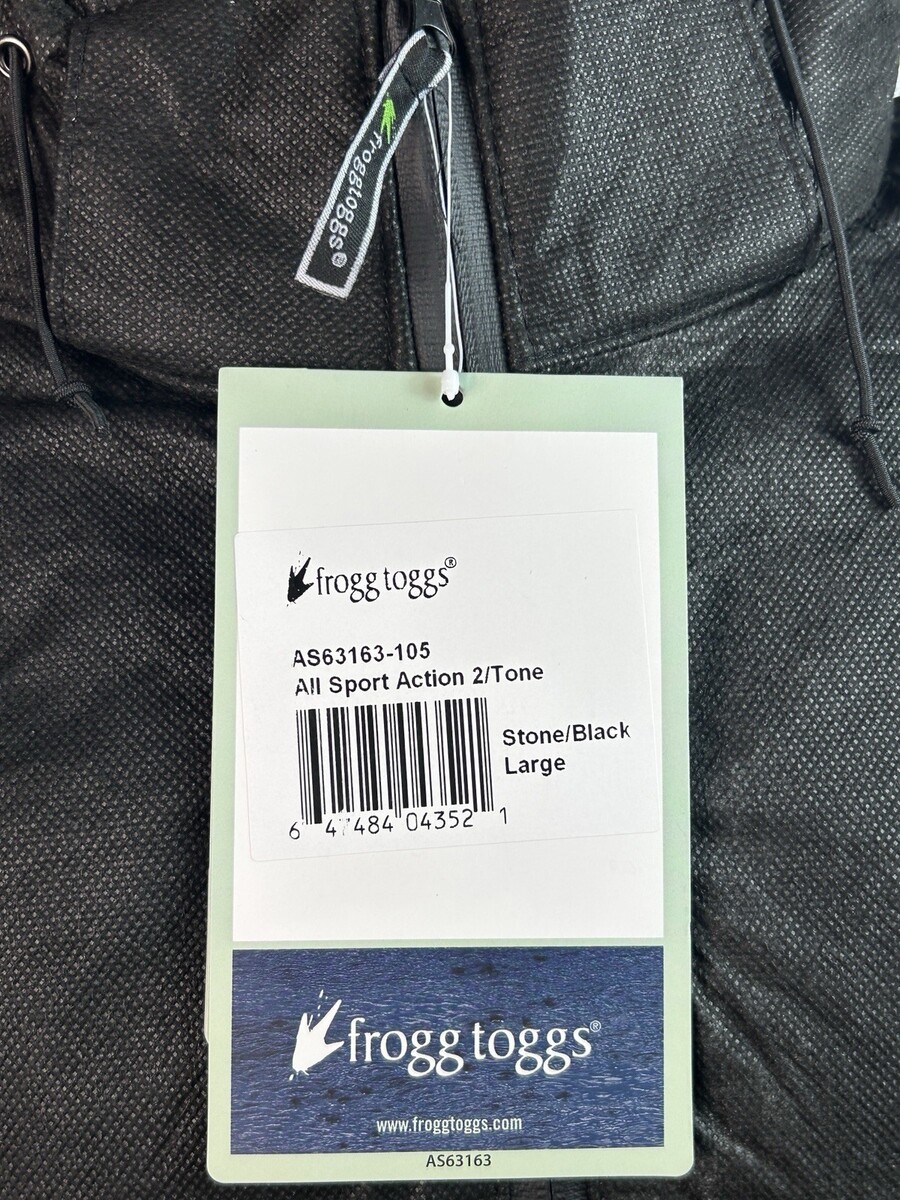 froggtoggs®
frogg toggs®
AS63163-105
All Sport Action 2/Tone
Stone/Black
Large
6 47484 04352 1
frogg toggs®
www.froggtoggs.com
AS63163